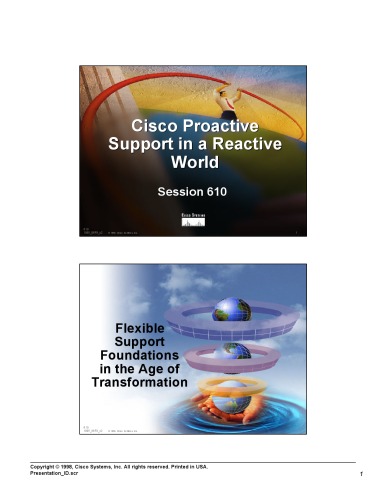 Cisco Proactive
Support in a Reactive
World
Session 610
CISCO SYSTEMS
Flexible
Support
Foundations
in the Age of
Transformation
Copyright © 1998, Cisco Systems, Inc. All rights reserved. Printed in USA.
Presentation_ID.scr
1